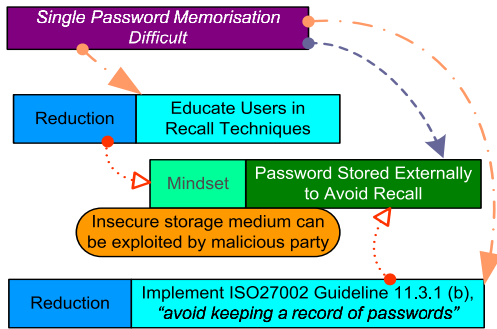 Single Password Memorisation
Difficult
Reduction
Educate Users in
Recall Techniques
Mindset
Password Stored Externally
to Avoid Recall
Insecure storage medium can
be exploited by malicious party
Reduction
Implement ISO27002 Guideline 11.3.1 (b),
“avoid keeping a record of passwords”